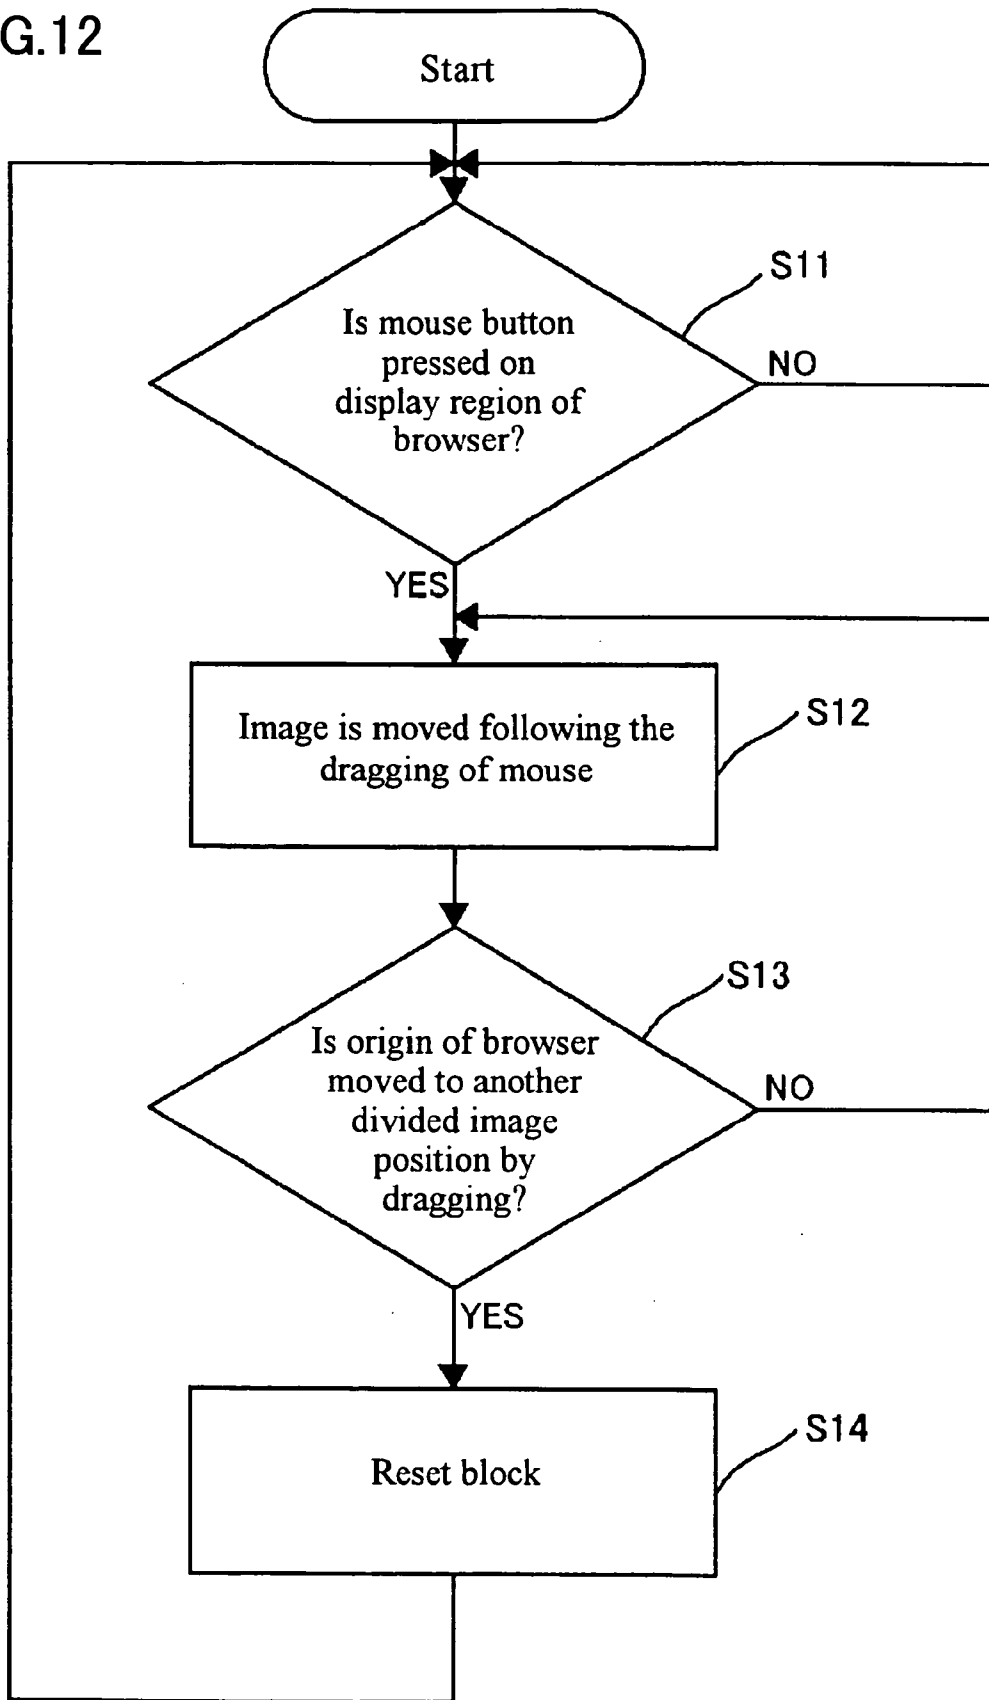 G.12
Start
S11
Is mouse button
pressed on
display region of
browser?
NO
YES
Image is moved following the
dragging of mouse
S12
S13
Is origin of browser
moved to another
divided image
position by
dragging?
NO
YES
Reset block
S14